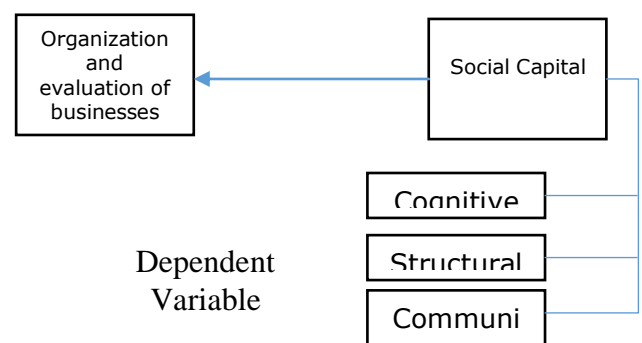 Organization
and
evaluation of
businesses
Social Capital
Cognitive
Structural
Communi
Dependent
Variable